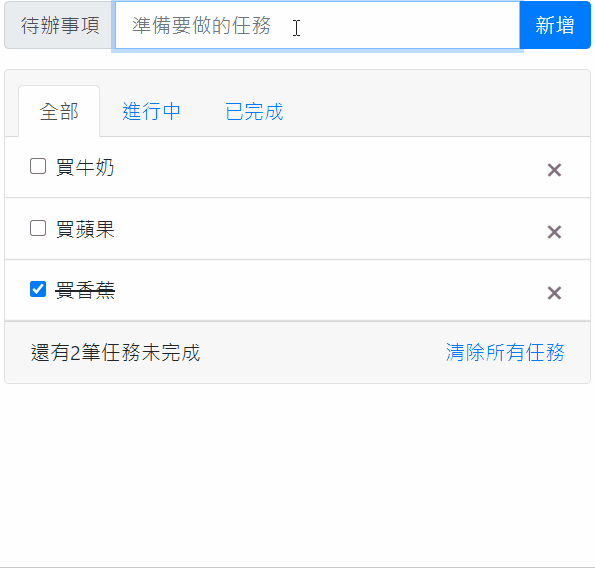 待辦事項 準備要做的任務 新增
全部 進行中 已完成
買牛奶
買蘋果
買香蕉
還有2筆任務未完成 清除所有任務